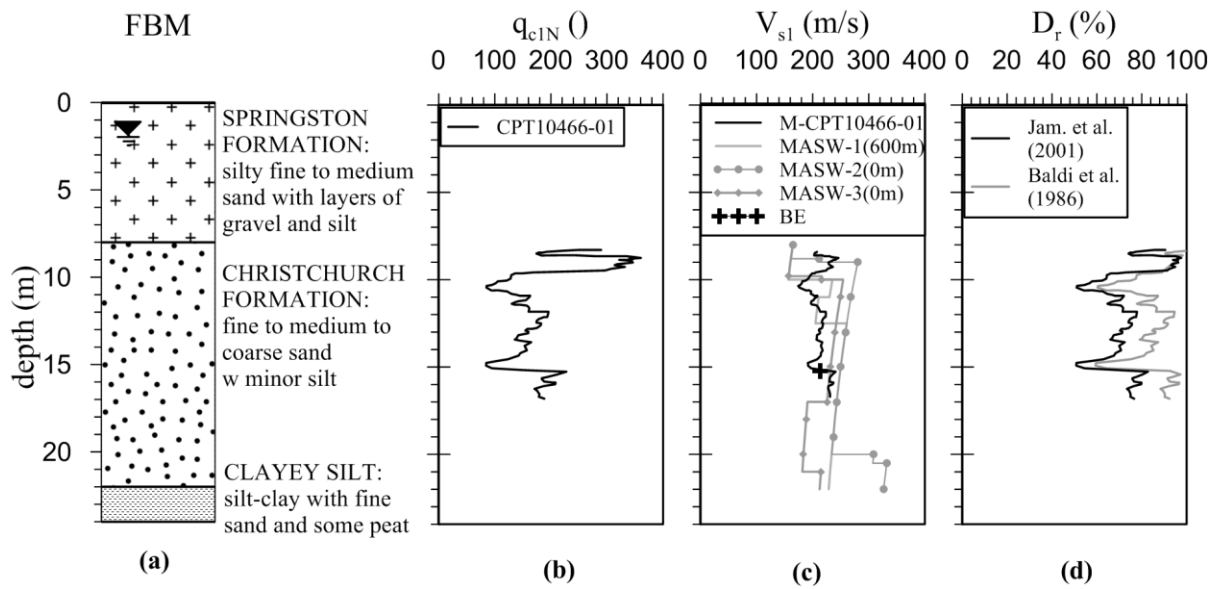 FBM
q_c1N ()
V_s1 (m/s)
D_r (%)
0 100 200 300 400
0 100 200 300 400
0 20 40 60 80 100
depth (m)
0
5
10
15
20
SPRINGSTON
FORMATION:
silty fine to medium
sand with layers of
gravel and silt
CHRISTCHURCH
FORMATION:
fine to medium to
coarse sand
w minor silt
CLAYEY SILT:
silt-clay with fine
sand and some peat
CPT10466-01
M-CPT10466-01
MASW-1(600m)
MASW-2(0m)
MASW-3(0m)
BE
Jam. et al.
(2001)
Baldi et al.
(1986)
(a)
(b)
(c)
(d)